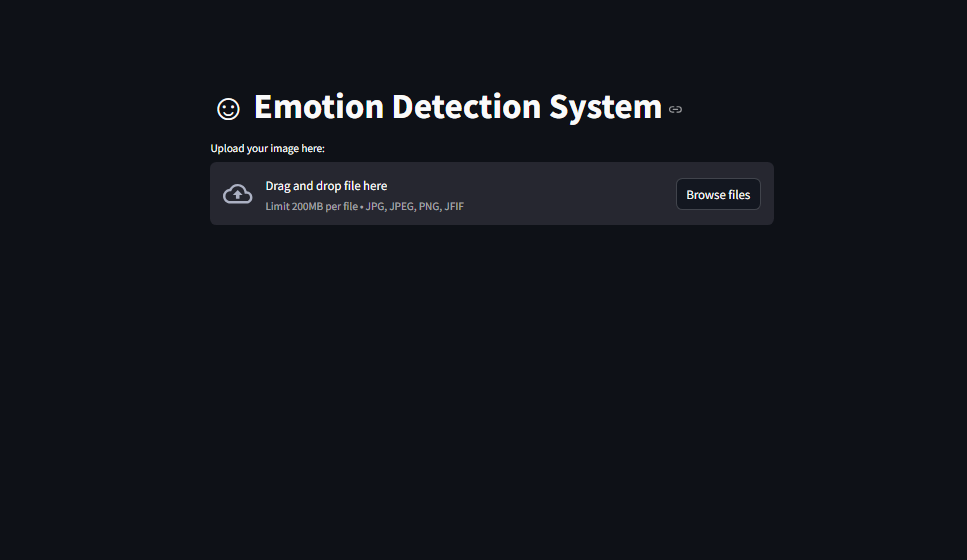 Emotion Detection System
Upload your image here:
Drag and drop file here
Limit 200MB per file • JPG, JPEG, PNG, JFIF
Browse files